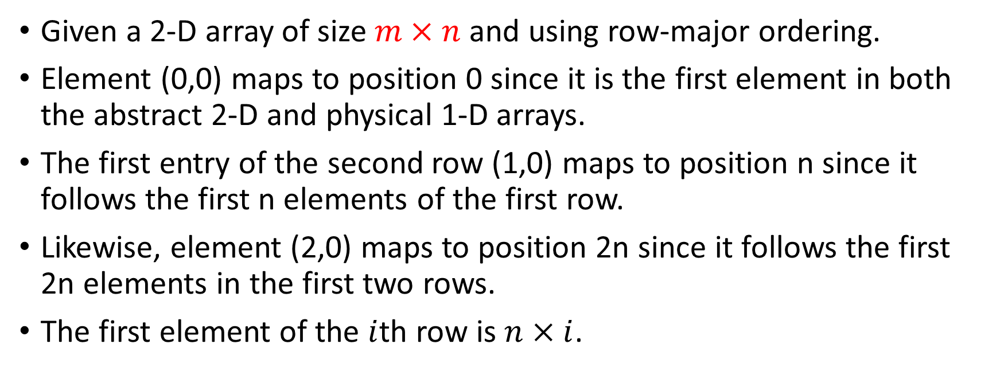 • Given a 2-D array of size m × n and using row-major ordering.
• Element (0,0) maps to position 0 since it is the first element in both
the abstract 2-D and physical 1-D arrays.
• The first entry of the second row (1,0) maps to position n since it
follows the first n elements of the first row.
• Likewise, element (2,0) maps to position 2n since it follows the first
2n elements in the first two rows.
• The first element of the ith row is n × i.